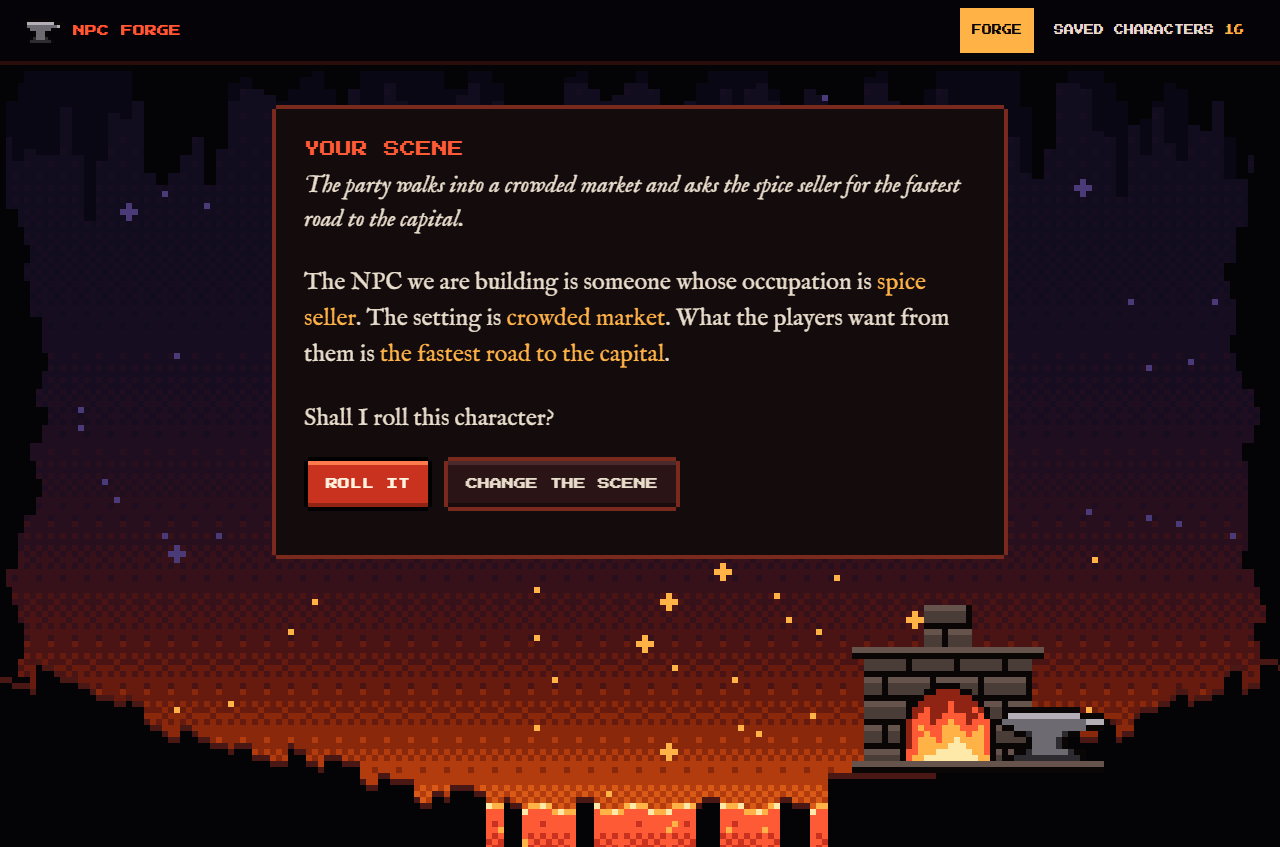 NPC FORGE
FORGE
SAVED CHARACTERS 16
YOUR SCENE
The party walks into a crowded market and asks the spice seller for the fastest
road to the capital.
The NPC we are building is someone whose occupation is spice
seller. The setting is crowded market. What the players want from
them is the fastest road to the capital.
Shall I roll this character?
ROLL IT
CHANGE THE SCENE